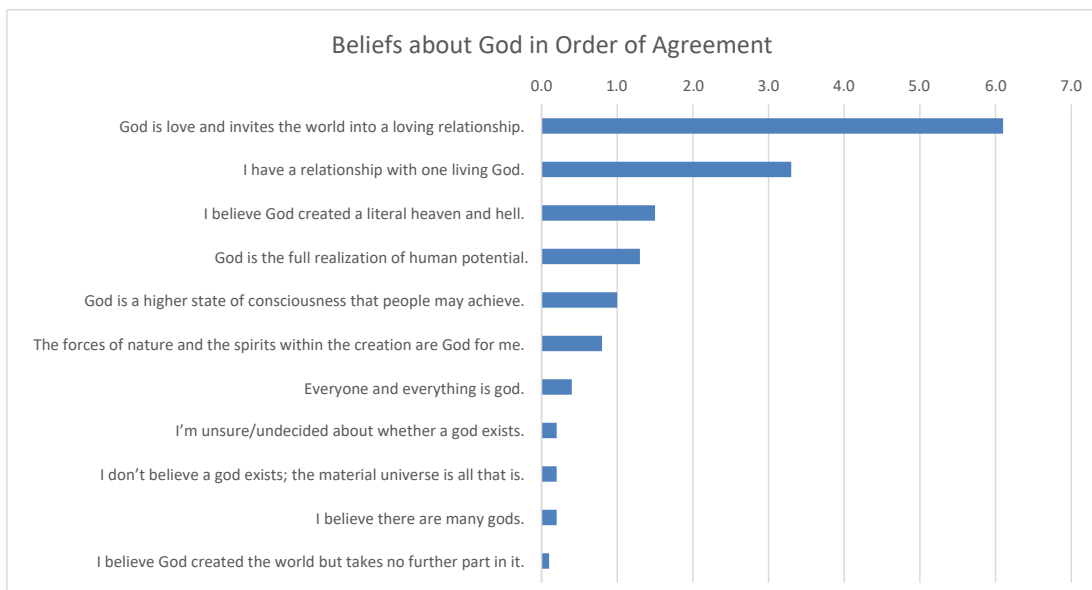 Beliefs about God in Order of Agreement
0.0 1.0 2.0 3.0 4.0 5.0 6.0 7.0
God is love and invites the world into a loving relationship.
I have a relationship with one living God.
I believe God created a literal heaven and hell.
God is the full realization of human potential.
God is a higher state of consciousness that people may achieve.
The forces of nature and the spirits within the creation are God for me.
Everyone and everything is god.
I’m unsure/undecided about whether a god exists.
I don’t believe a god exists; the material universe is all that is.
I believe there are many gods.
I believe God created the world but takes no further part in it.